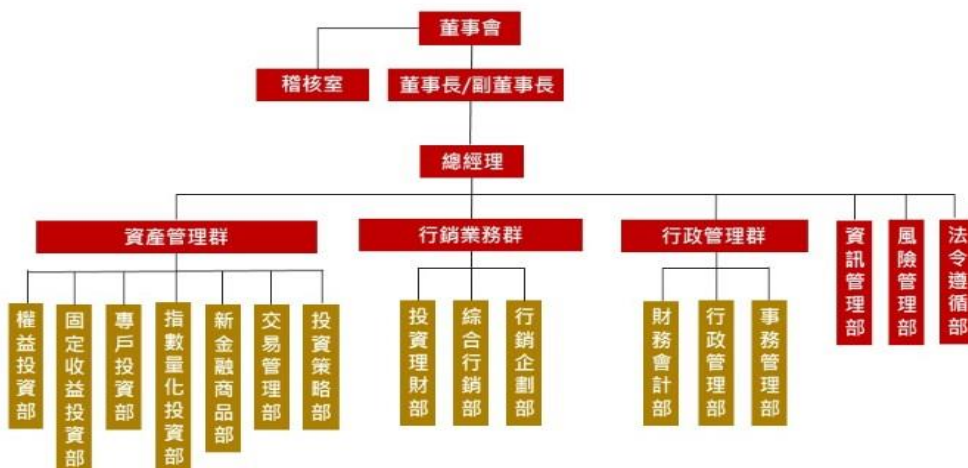 董事會
稽核室
董事長/副董事長
總經理
資產管理群
行銷業務群
行政管理群
資訊管理部
風險管理部
法令遵循部
權益投資部
固定收益投資部
專戶投資部
指數量化投資部
新金融商品部
交易管理部
投資策略部
投資理財部
綜合行銷部
行銷企劃部
財務會計部
行政管理部
事務管理部